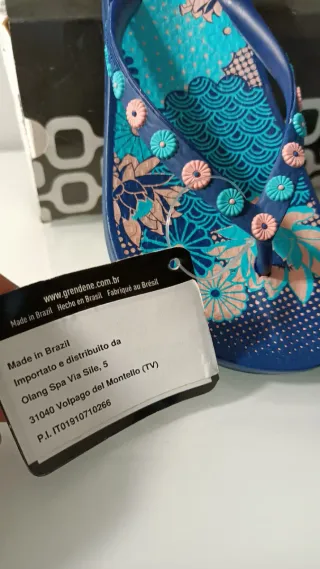 www.grendene.com.br
Made in Brazil Hecho en Brasil Fabriqué au Brésil
Made in Brazil
Importato e distribuito da
Olang Spa Via Sile, 5
31040 Volpago del Montello (TV)
P.I. IT01910710266